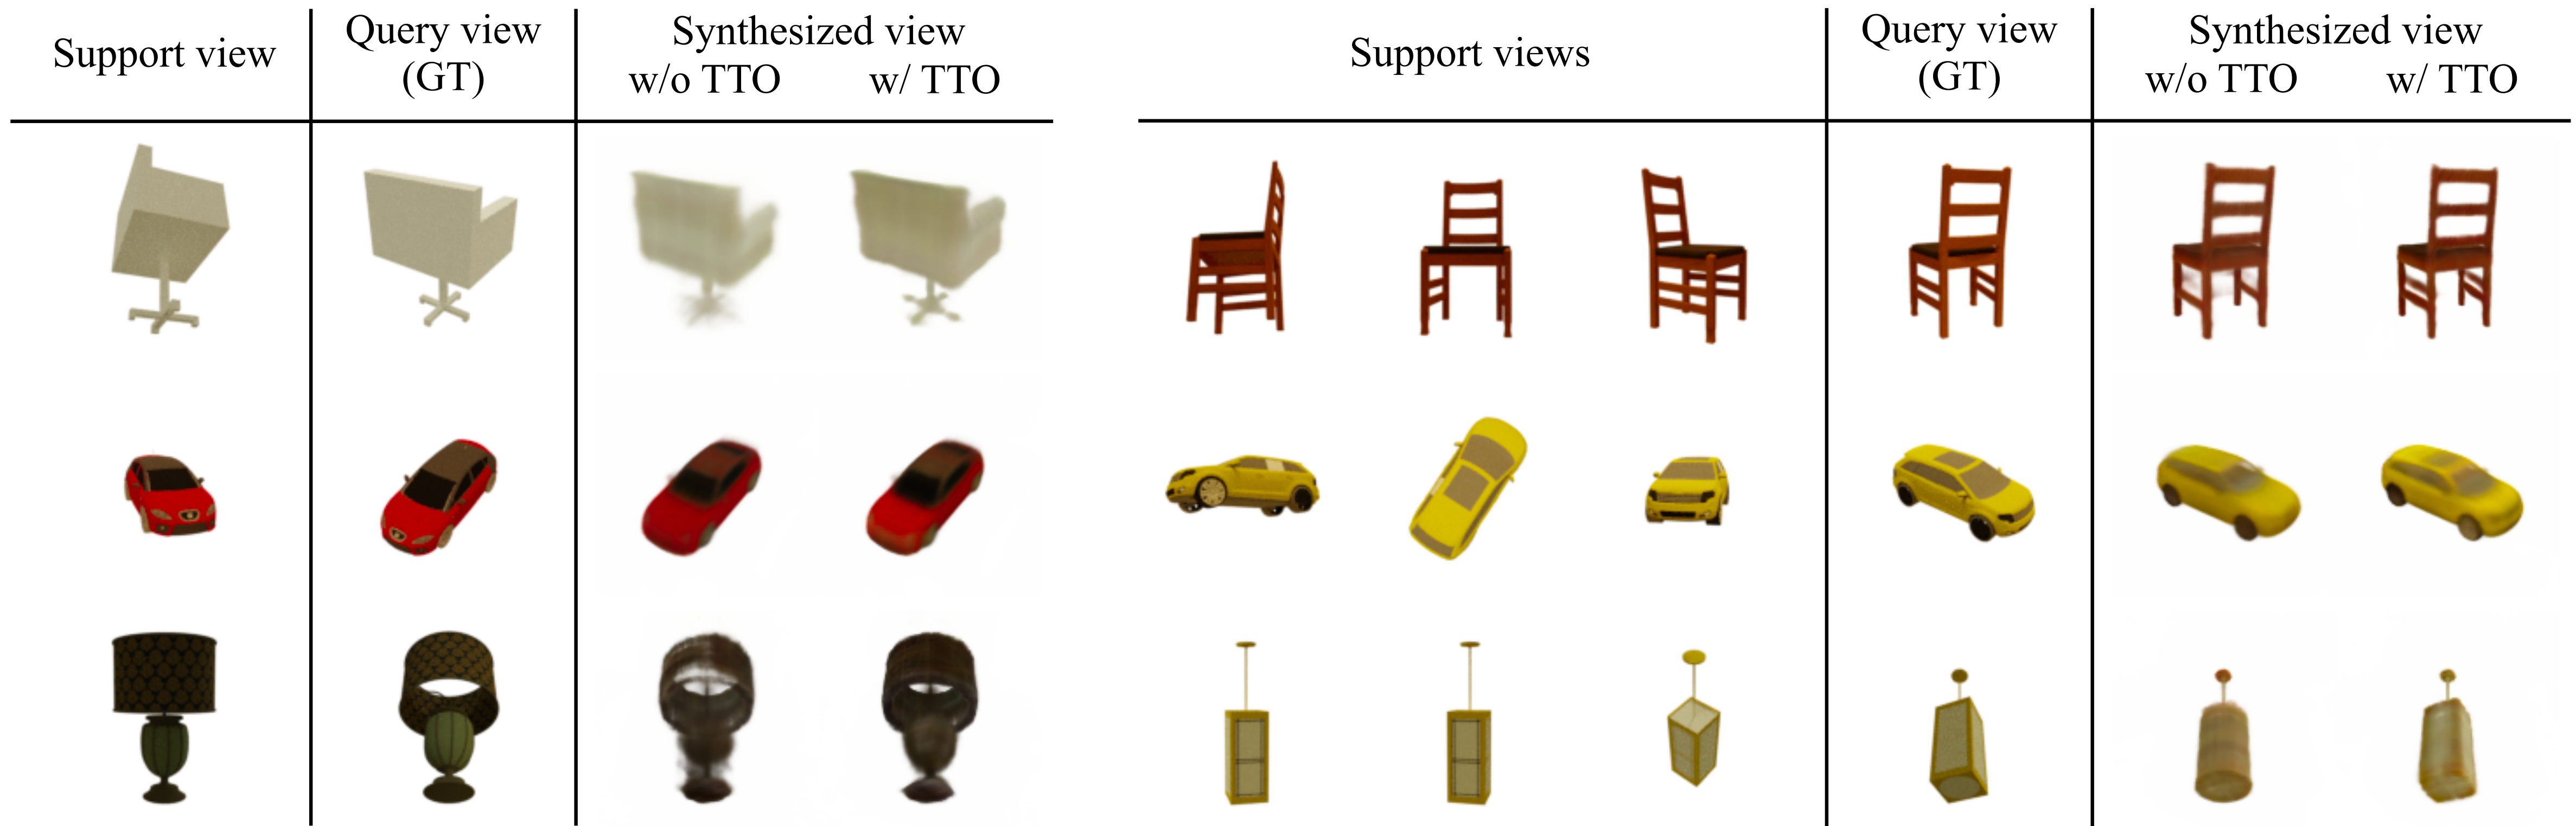 Support view
Query view
(GT)
Synthesized view
w/o TTO w/ TTO
Support views
Query view
(GT)
Synthesized view
w/o TTO w/ TTO